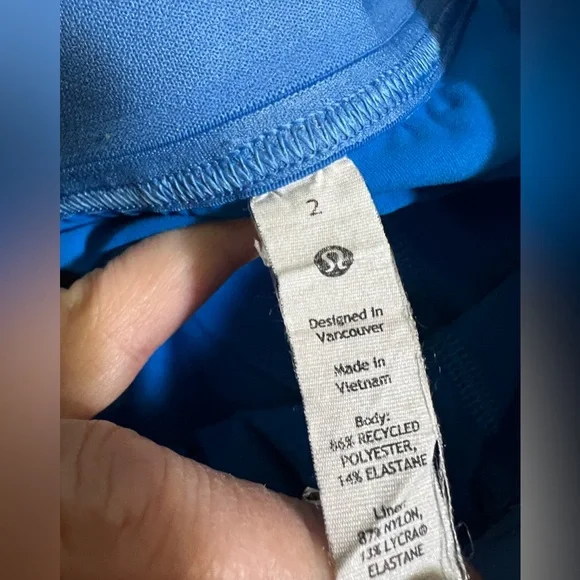 2
Designed in
Vancouver
Made in
Vietnam
Body:
86% RECYCLED
POLYESTER,
14% ELASTANE
Liner:
87% NYLON,
13% LYCRA®
ELASTANE